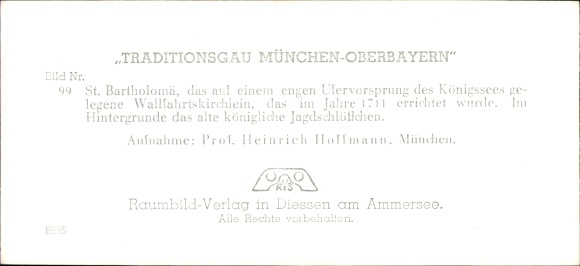 „TRADITIONSGAU MÜNCHEN-OBERBAYERN"
Bild Nr.
99 St. Bartholomä, das auf einem engen Ufervorsprung des Königssees ge-
legene Wallfahrtskirchlein, das im Jahre 1711 errichtet wurde. Im
Hintergrunde das alte königliche Jagdschlößchen.
Aufnahme: Prof. Heinrich Hoffmann, München.
Raumbild-Verlag in Diessen am Ammersee.
Alle Rechte vorbehalten.
8935